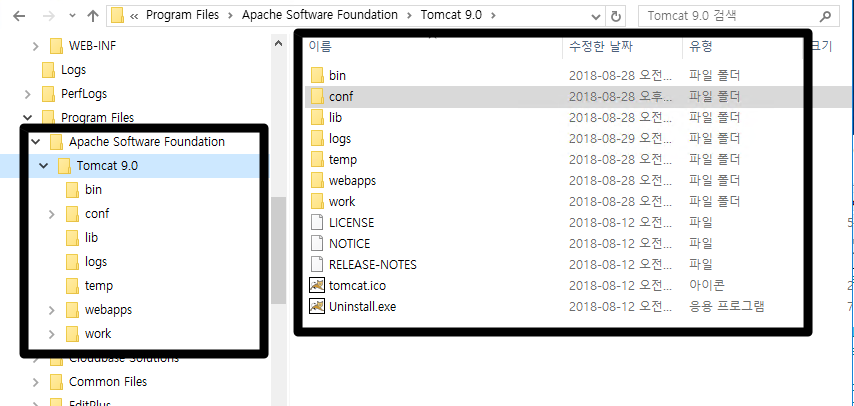 « Program Files > Apache Software Foundation > Tomcat 9.0 >
Tomcat 9.0 검색
WEB-INF
Logs
PerfLogs
Program Files
Apache Software Foundation
Tomcat 9.0
bin
conf
lib
logs
temp
webapps
work
Cloudbase Solutions
Common Files
EditPlus
이름 수정한 날짜 유형 크기
bin 2018-08-28 오전... 파일 폴더
conf 2018-08-28 오후... 파일 폴더
lib 2018-08-28 오전... 파일 폴더
logs 2018-08-29 오전... 파일 폴더
temp 2018-08-28 오전... 파일 폴더
webapps 2018-08-28 오전... 파일 폴더
work 2018-08-28 오전... 파일 폴더
LICENSE 2018-08-12 오전... 파일
NOTICE 2018-08-12 오전... 파일
RELEASE-NOTES 2018-08-12 오전... 파일
tomcat.ico 2018-08-12 오전... 아이콘
Uninstall.exe 2018-08-12 오전... 응용 프로그램